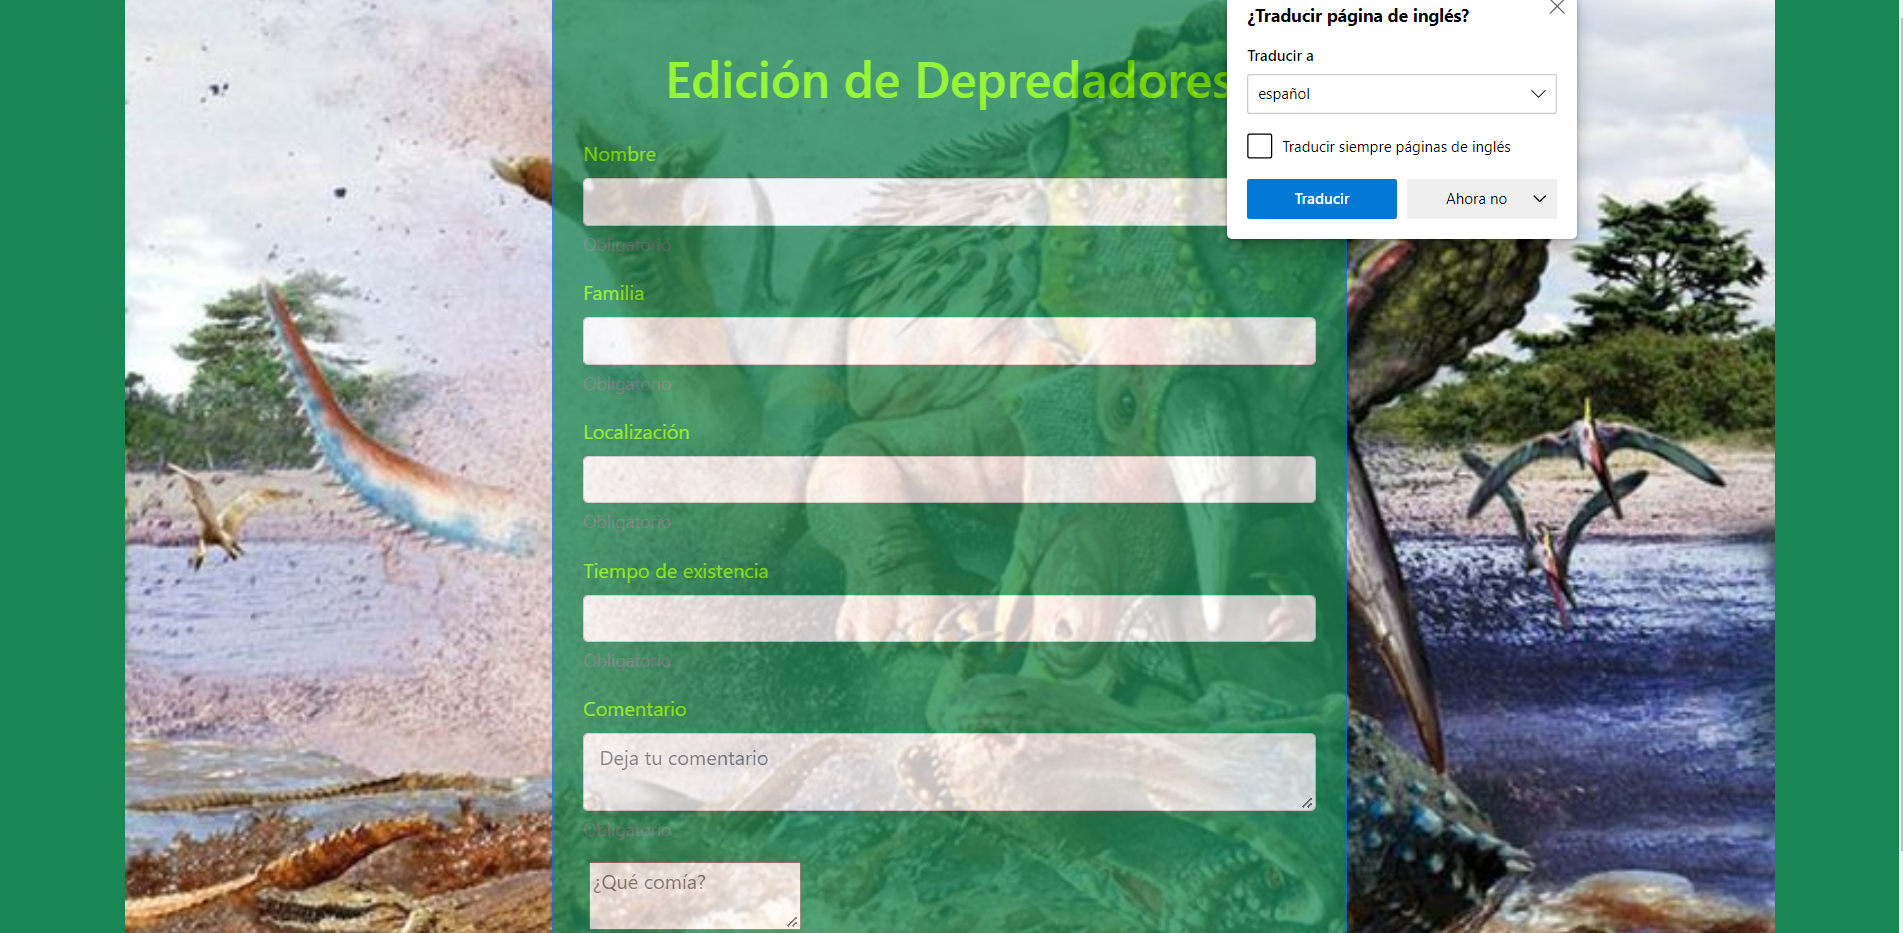 ¿Traducir página de inglés?
Traducir a
español
Traducir siempre páginas de inglés
Traducir
Ahora no
Edición de Depredadores
Nombre
Obligatorio
Familia
Obligatorio
Localización
Obligatorio
Tiempo de existencia
Obligatorio
Comentario
Deja tu comentario
Obligatorio
¿Qué comía?